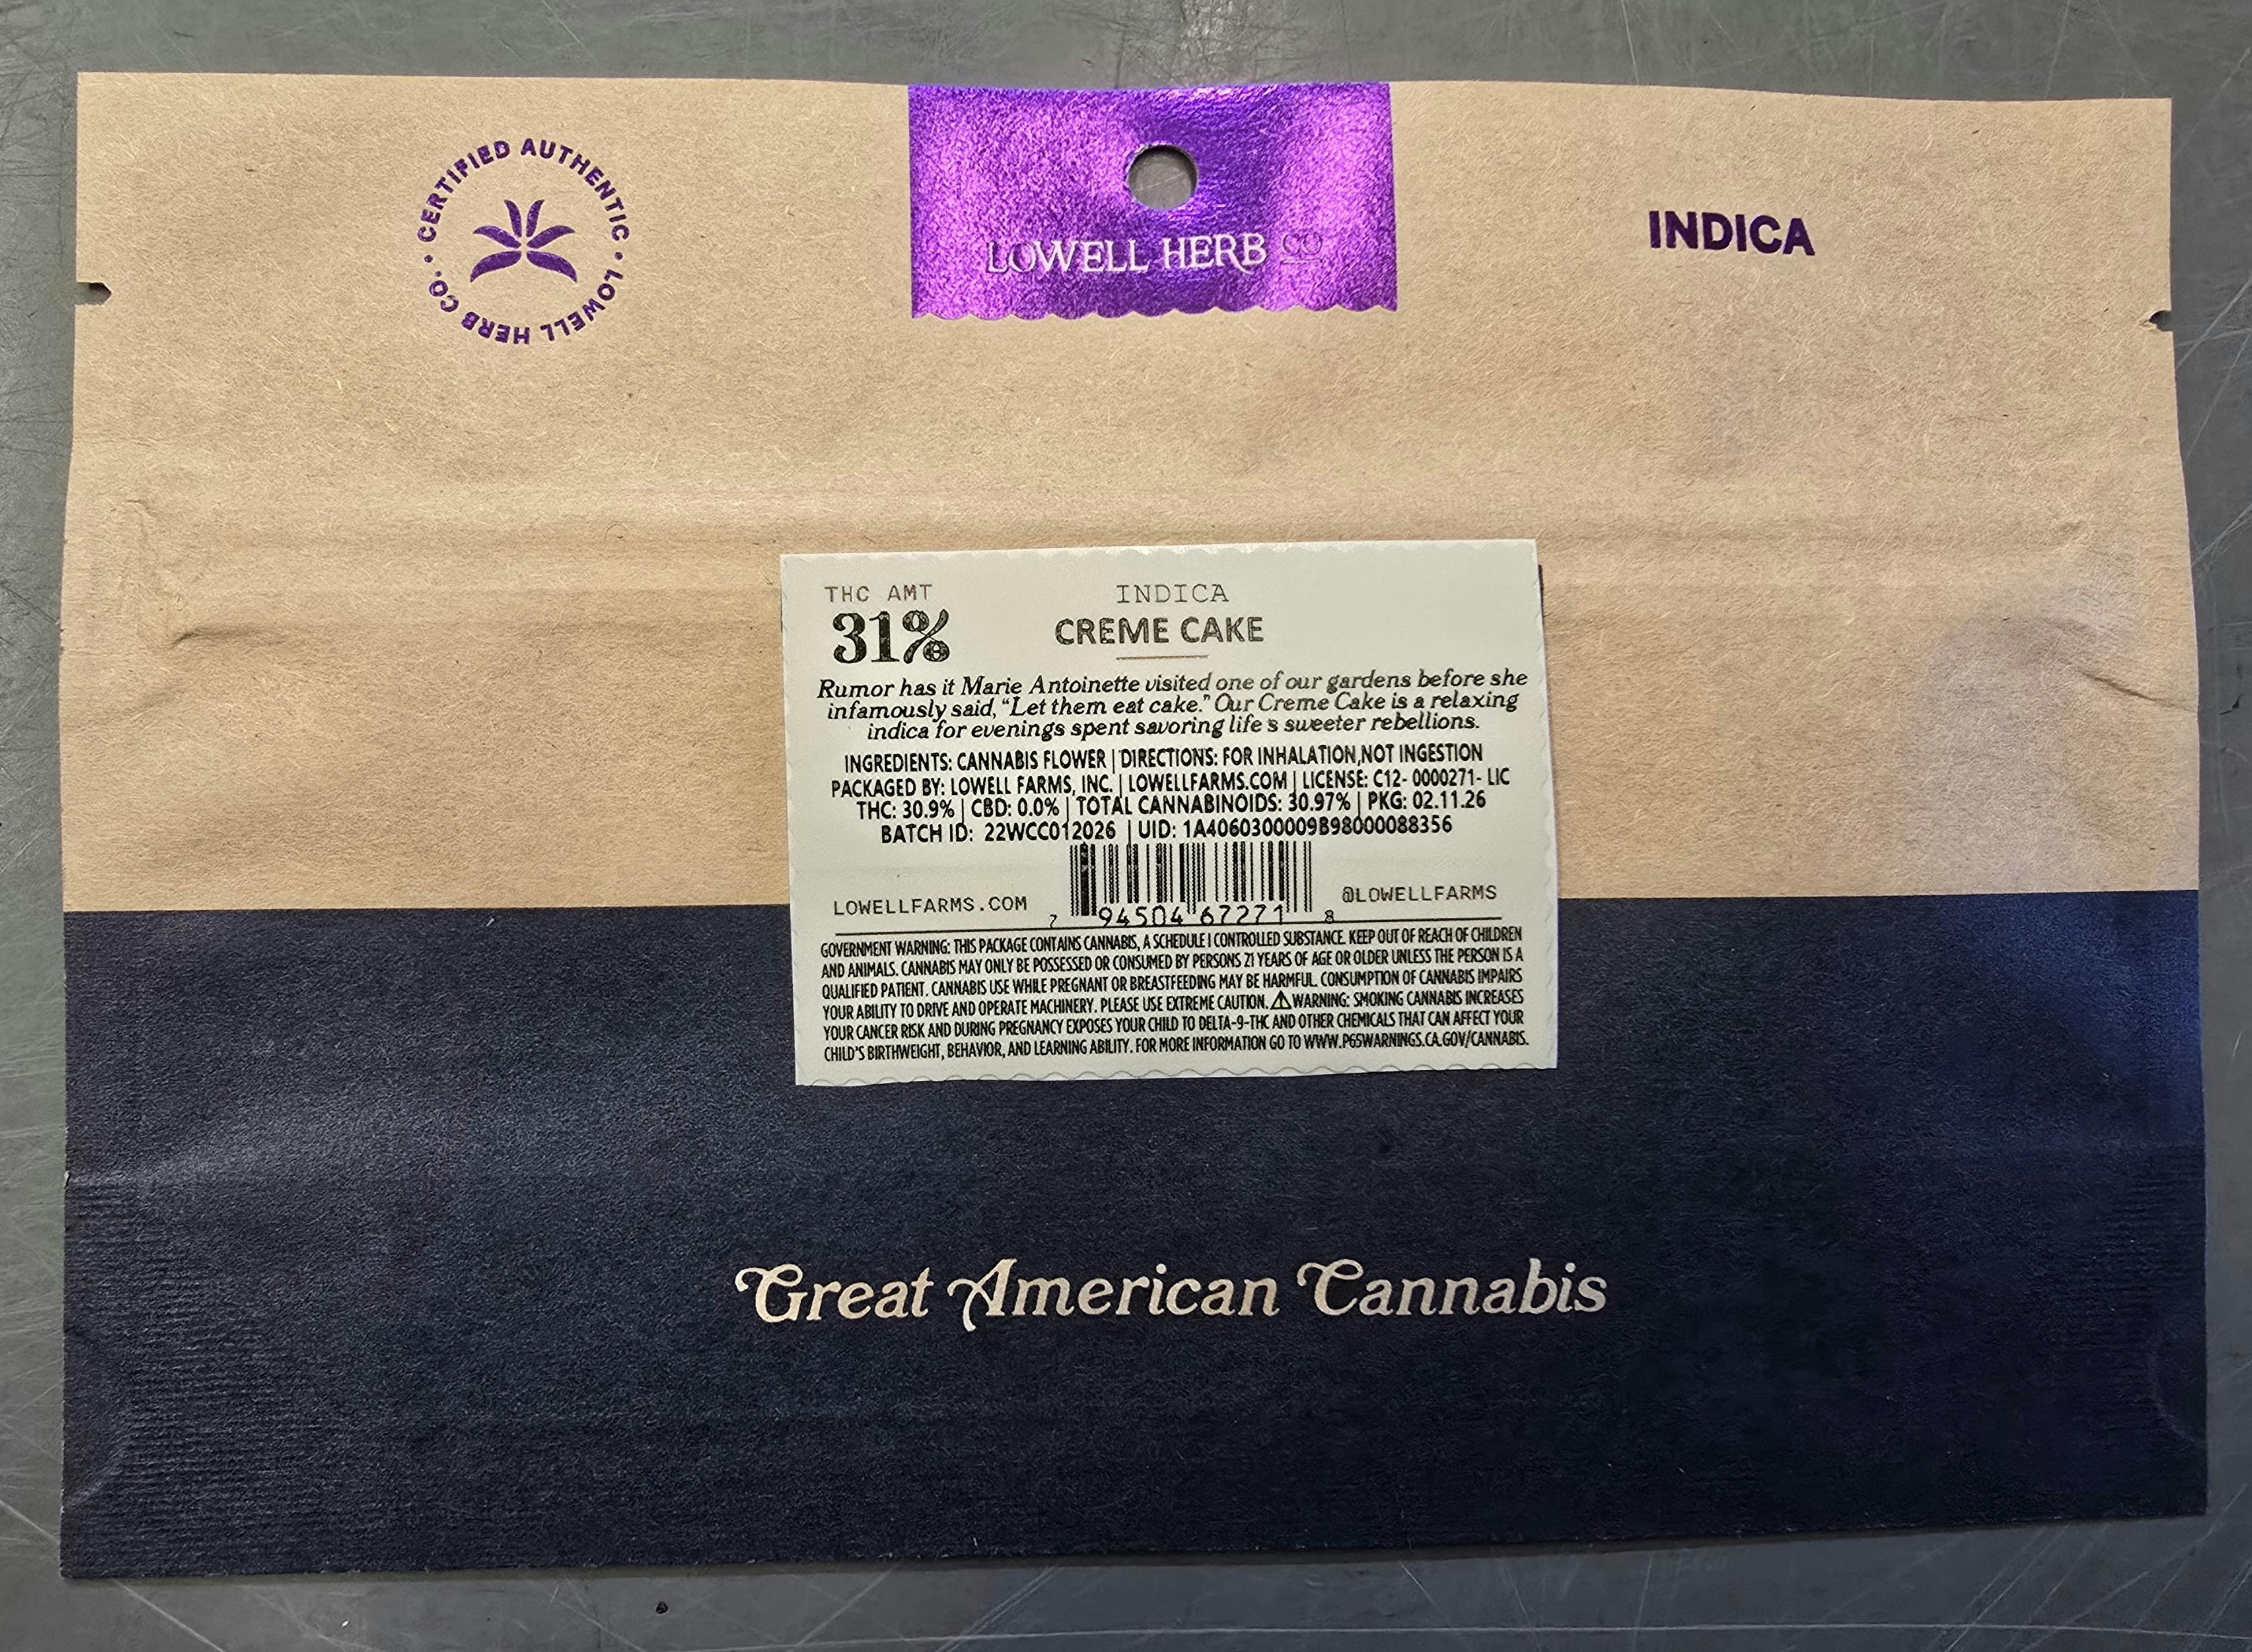 CERTIFIED AUTHENTIC • LOWELL HERB CO. •
LOWELL HERB CO
INDICA
THC AMT
31%
INDICA
CREME CAKE
Rumor has it Marie Antoinette visited one of our gardens before she
infamously said, “Let them eat cake.” Our Creme Cake is a relaxing
indica for evenings spent savoring life's sweeter rebellions.
INGREDIENTS: CANNABIS FLOWER | DIRECTIONS: FOR INHALATION,NOT INGESTION
PACKAGED BY: LOWELL FARMS, INC. | LOWELLFARMS.COM | LICENSE: C12- 0000271- LIC
THC: 30.9% | CBD: 0.0% | TOTAL CANNABINOIDS: 30.97% | PKG: 02.11.26
BATCH ID: 22WCC012026 | UID: 1A4060300009B98000088356
LOWELLFARMS.COM
7 94504 67271 8
@LOWELLFARMS
GOVERNMENT WARNING: THIS PACKAGE CONTAINS CANNABIS, A SCHEDULE I CONTROLLED SUBSTANCE. KEEP OUT OF REACH OF CHILDREN
AND ANIMALS. CANNABIS MAY ONLY BE POSSESSED OR CONSUMED BY PERSONS 21 YEARS OF AGE OR OLDER UNLESS THE PERSON IS A
QUALIFIED PATIENT. CANNABIS USE WHILE PREGNANT OR BREASTFEEDING MAY BE HARMFUL. CONSUMPTION OF CANNABIS IMPAIRS
YOUR ABILITY TO DRIVE AND OPERATE MACHINERY. PLEASE USE EXTREME CAUTION. ⚠WARNING: SMOKING CANNABIS INCREASES
YOUR CANCER RISK AND DURING PREGNANCY EXPOSES YOUR CHILD TO DELTA-9-THC AND OTHER CHEMICALS THAT CAN AFFECT YOUR
CHILD'S BIRTHWEIGHT, BEHAVIOR, AND LEARNING ABILITY. FOR MORE INFORMATION GO TO WWW.P65WARNINGS.CA.GOV/CANNABIS.
Great American Cannabis